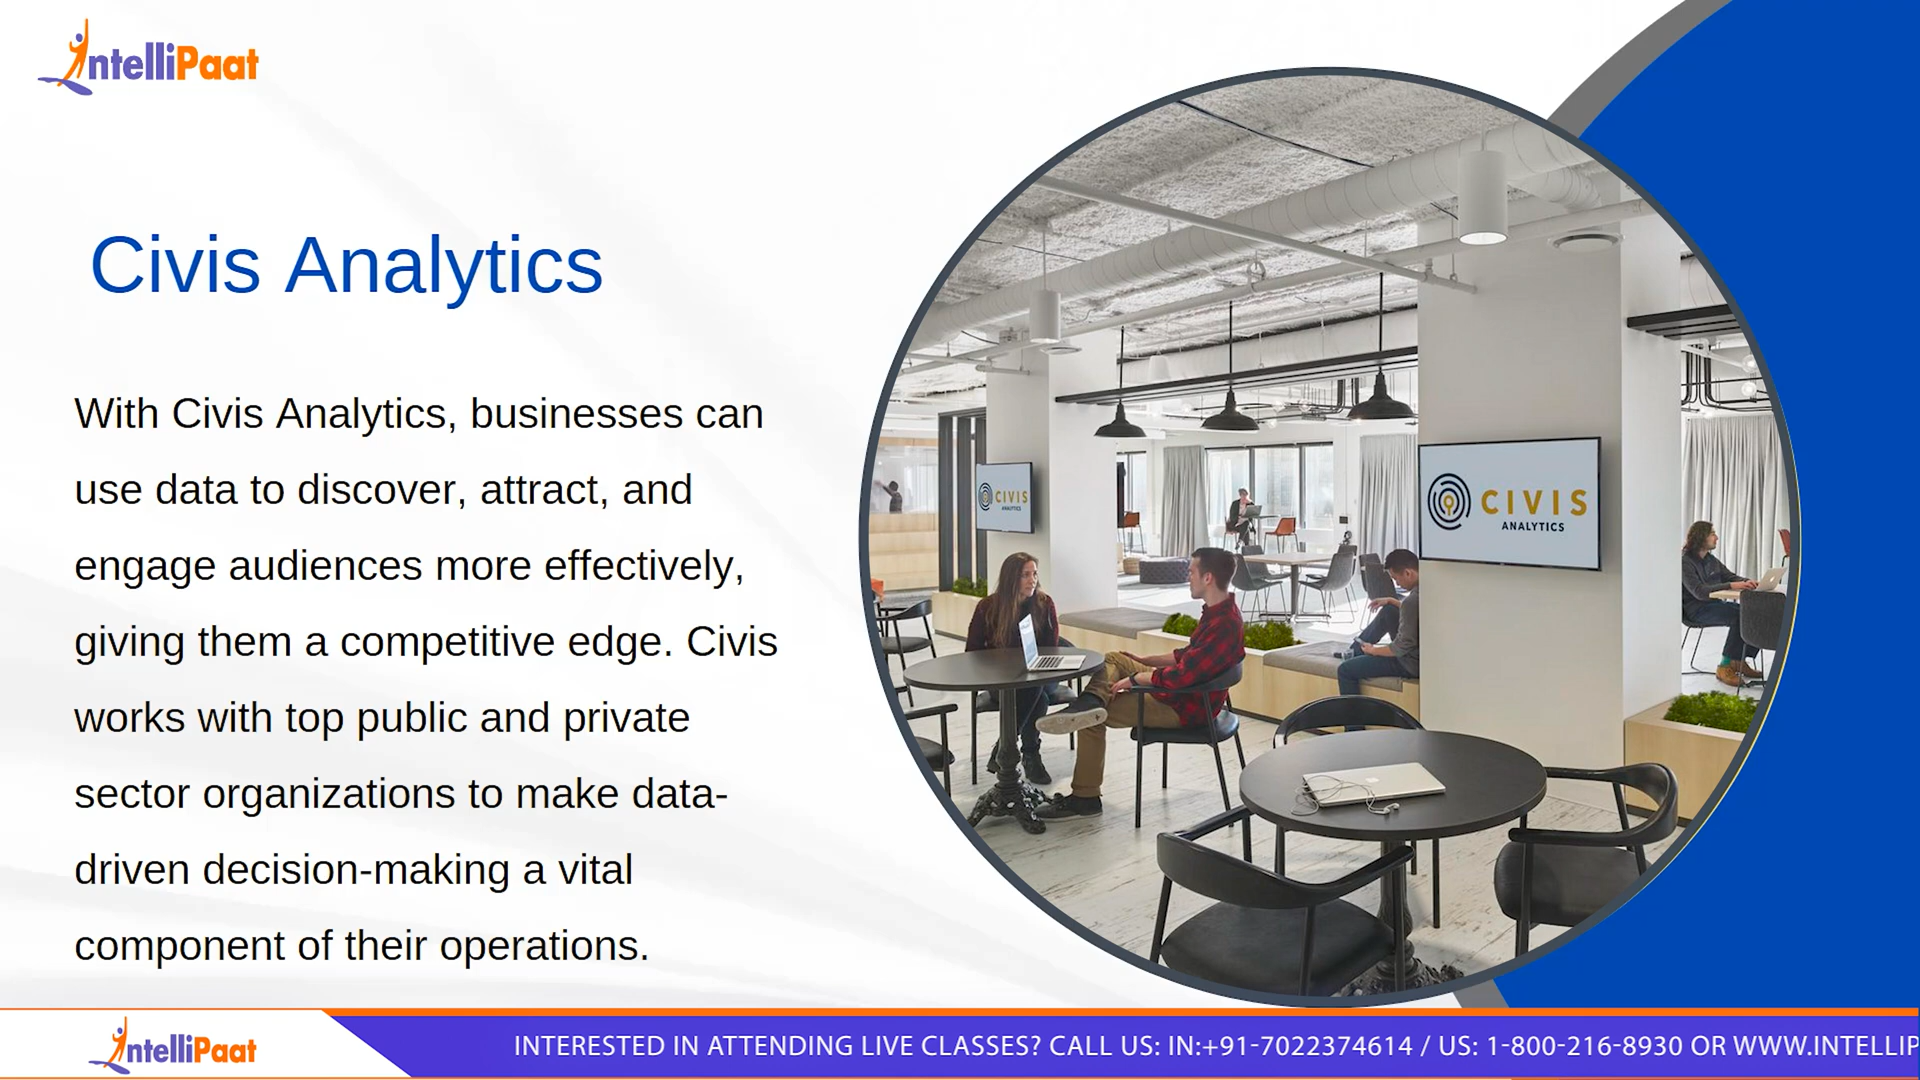 IntelliPaat
Civis Analytics
With Civis Analytics, businesses can
use data to discover, attract, and
engage audiences more effectively,
giving them a competitive edge. Civis
works with top public and private
sector organizations to make data-
driven decision-making a vital
component of their operations.
CIVIS
ANALYTICS
CIVIS
ANALYTICS
IntelliPaat
INTERESTED IN ATTENDING LIVE CLASSES? CALL US: IN:+91-7022374614 / US: 1-800-216-8930 OR WWW.INTELLIP